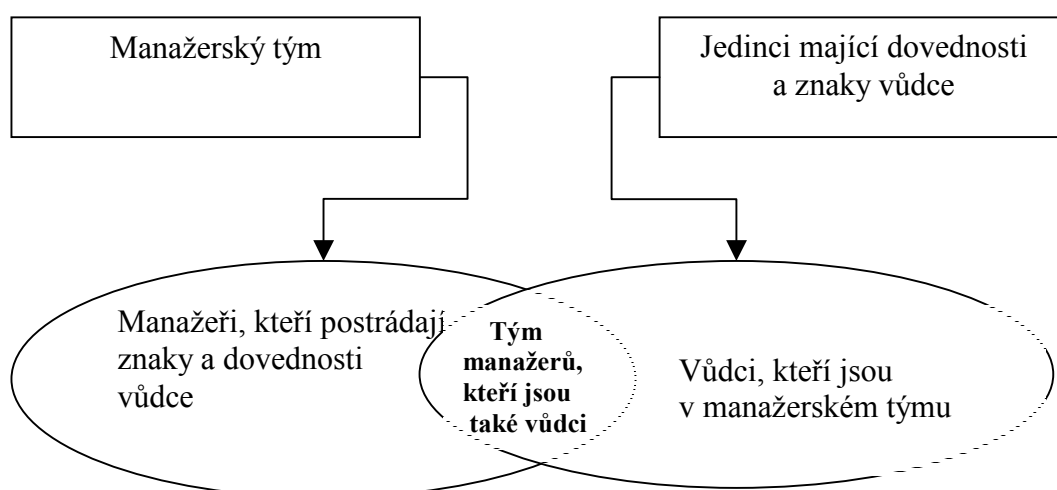 Manažerský tým
Jedinci mající dovednosti
a znaky vůdce
Manažeři, kteří postrádají
znaky a dovednosti
vůdce
Tým
manažerů,
kteří jsou
také vůdci
Vůdci, kteří jsou
v manažerském týmu